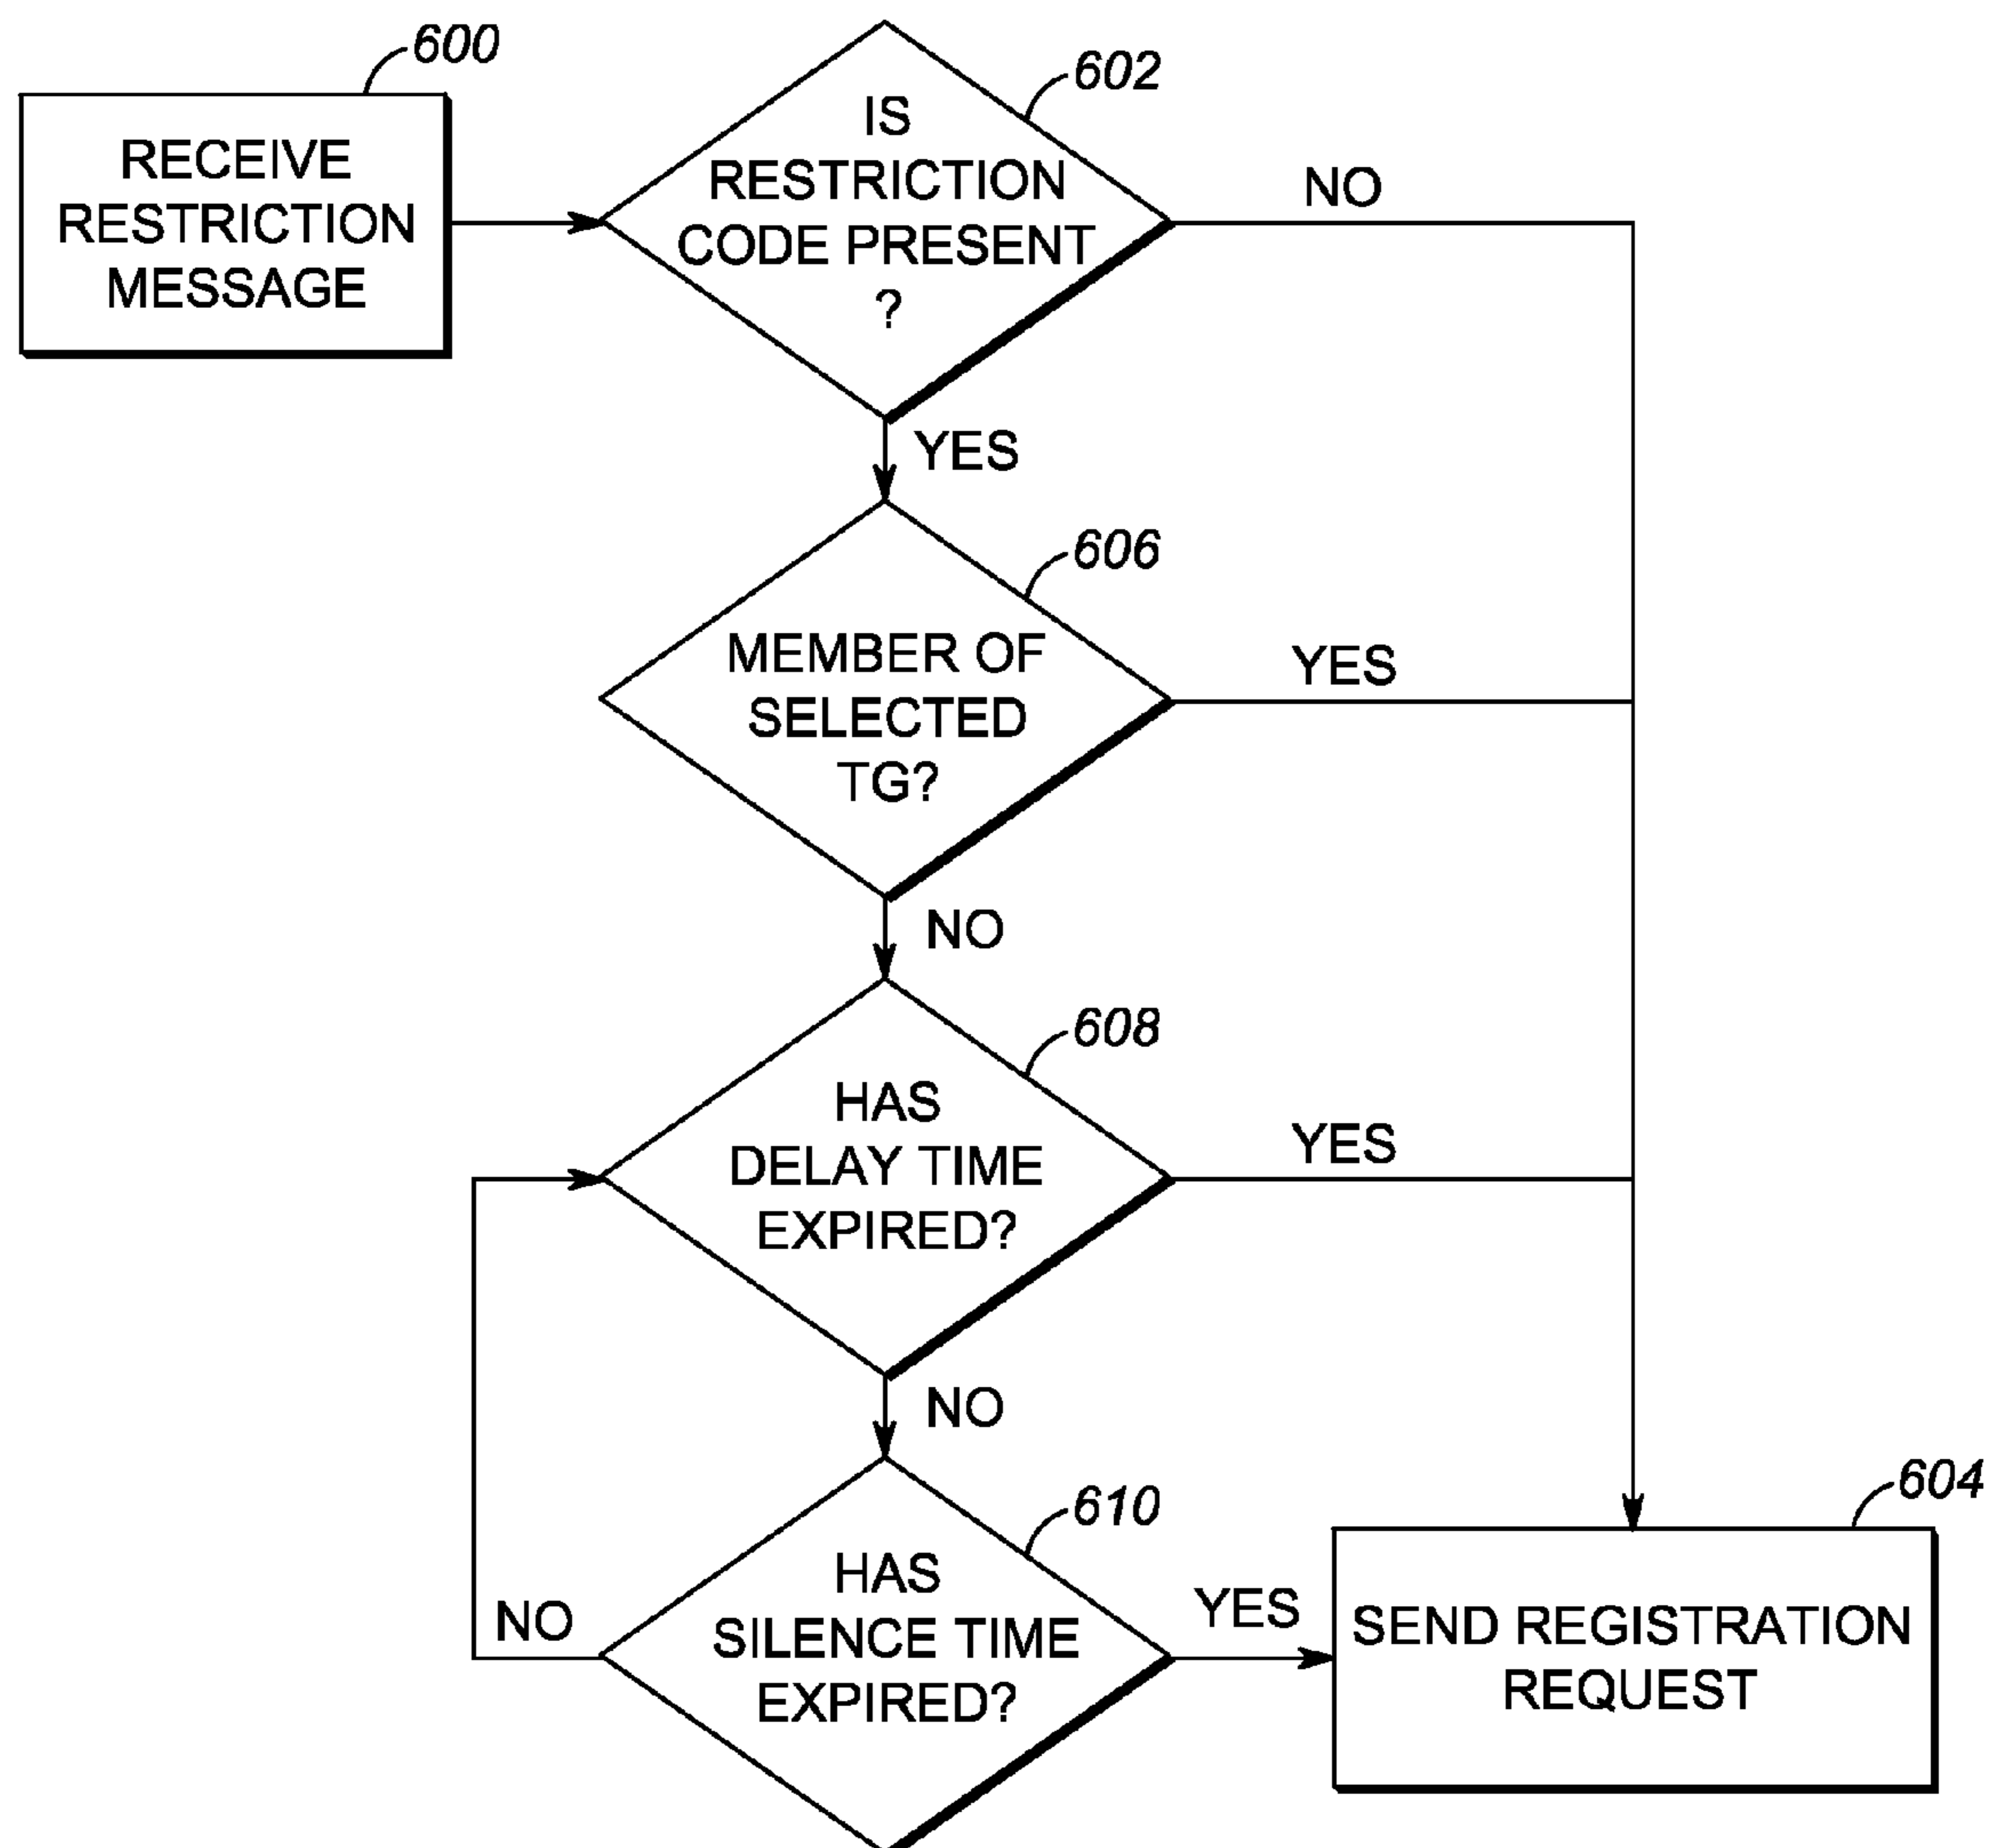 600
RECEIVE
RESTRICTION
MESSAGE
602
IS
RESTRICTION
CODE PRESENT
?
NO
YES
606
MEMBER OF
SELECTED
TG?
YES
NO
608
HAS
DELAY TIME
EXPIRED?
YES
NO
610
HAS
SILENCE TIME
EXPIRED?
NO
YES
604
SEND REGISTRATION
REQUEST